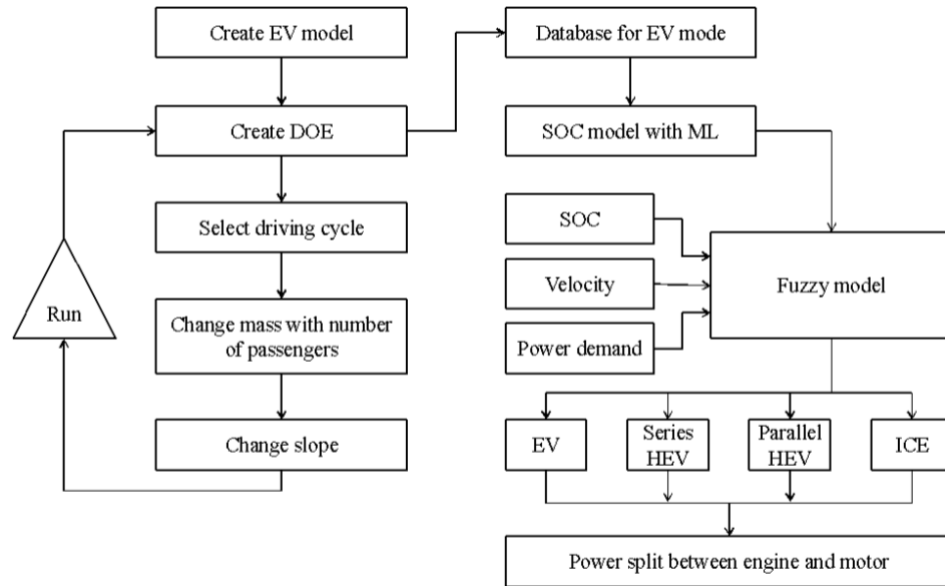 Create EV model
Create DOE
Select driving cycle
Change mass with number
of passengers
Change slope
Run
Database for EV mode
SOC model with ML
SOC
Velocity
Power demand
Fuzzy model
EV
Series
HEV
Parallel
HEV
ICE
Power split between engine and motor